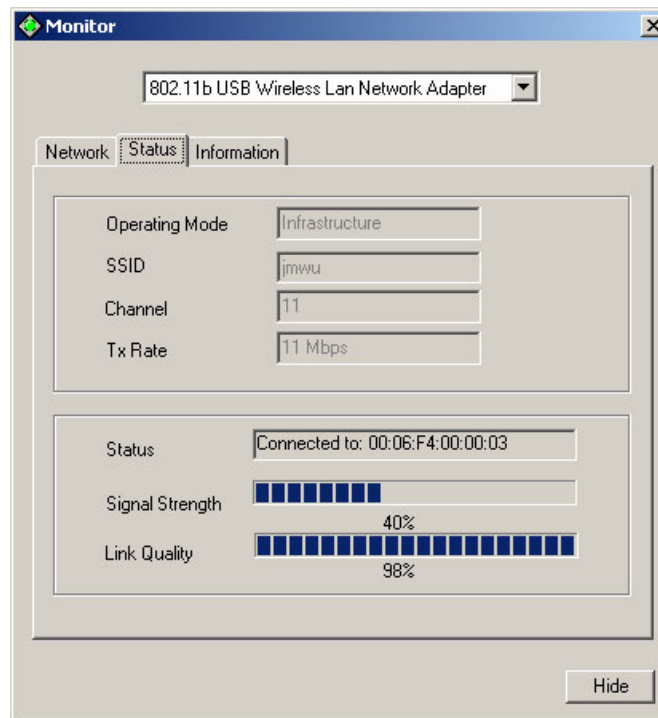 Monitor
802.11b USB Wireless Lan Network Adapter
Network Status Information
Operating Mode Infrastructure
SSID jmwu
Channel 11
Tx Rate 11 Mbps
Status Connected to: 00:06:F4:00:00:03
Signal Strength
40%
Link Quality
98%
Hide